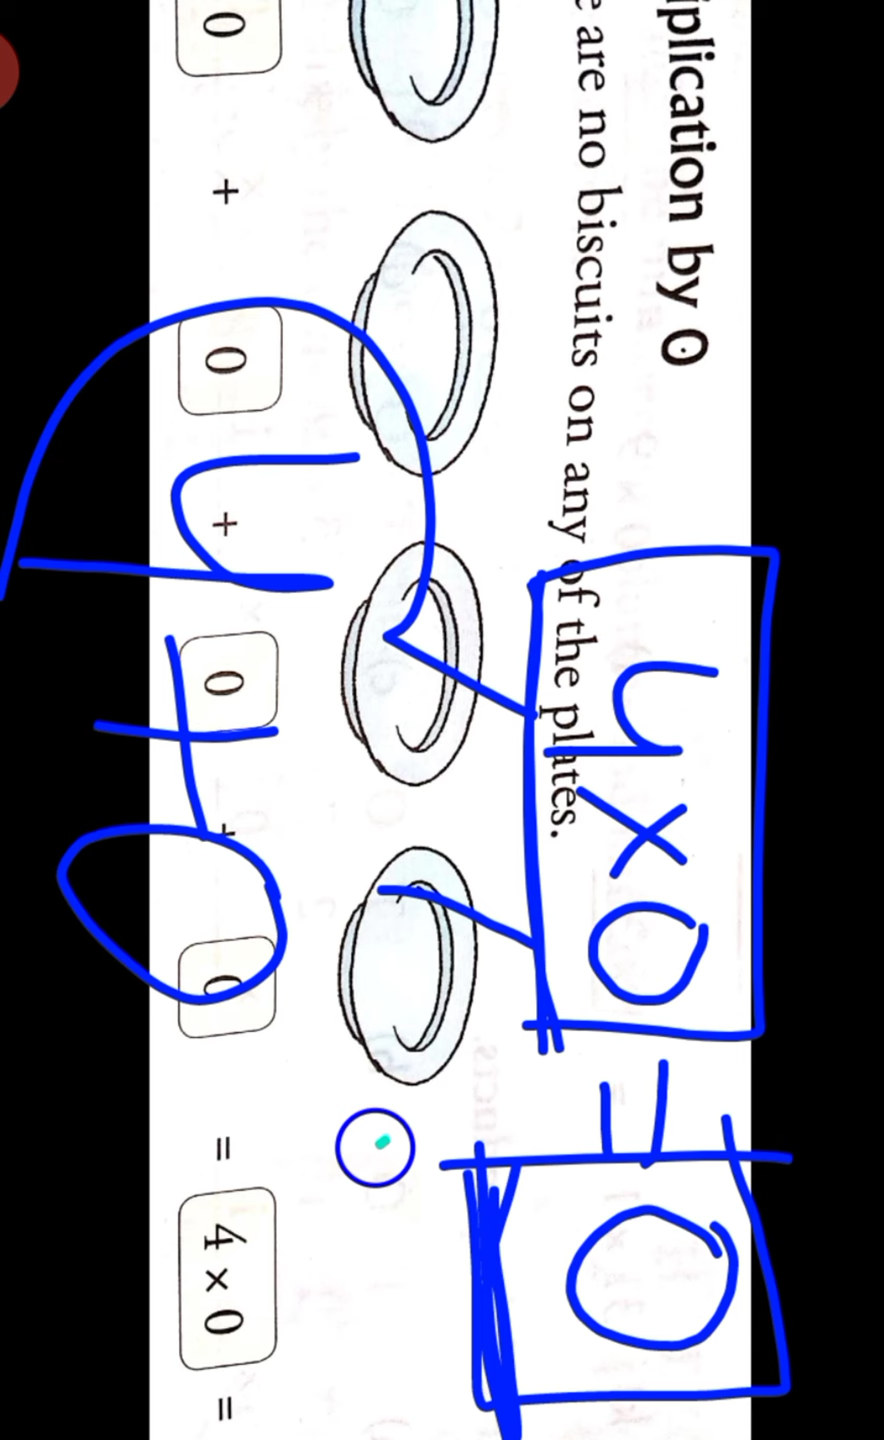 iplication by 0
e are no biscuits on any of the plates.
4 × 0 = 0
0 + 0 + 0 + 0 = 4 × 0 =
4 + 0